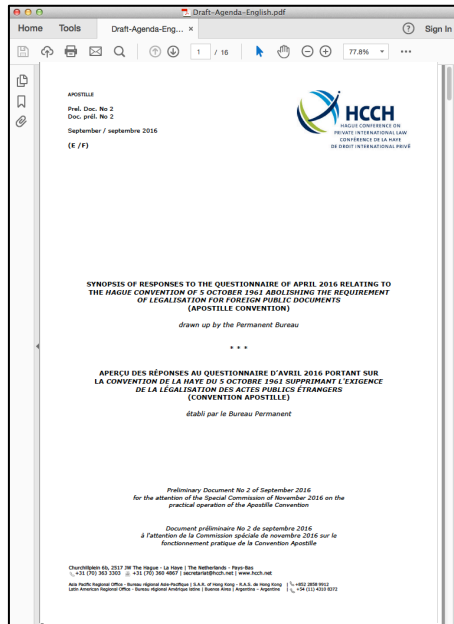 Draft-Agenda-English.pdf
Home Tools Draft-Agenda-Eng... × ? Sign In
1 / 16 77.8% ...
APOSTILLE
Prel. Doc. No 2
Doc. prél. No 2
September / septembre 2016
(E /F)
HCCH
HAGUE CONFERENCE ON
PRIVATE INTERNATIONAL LAW
CONFÉRENCE DE LA HAYE
DE DROIT INTERNATIONAL PRIVÉ
SYNOPSIS OF RESPONSES TO THE QUESTIONNAIRE OF APRIL 2016 RELATING TO
THE HAGUE CONVENTION OF 5 OCTOBER 1961 ABOLISHING THE REQUIREMENT
OF LEGALISATION FOR FOREIGN PUBLIC DOCUMENTS
(APOSTILLE CONVENTION)
drawn up by the Permanent Bureau
* * *
APERÇU DES RÉPONSES AU QUESTIONNAIRE D'AVRIL 2016 PORTANT SUR
LA CONVENTION DE LA HAYE DU 5 OCTOBRE 1961 SUPPRIMANT L'EXIGENCE
DE LA LÉGALISATION DES ACTES PUBLICS ÉTRANGERS
(CONVENTION APOSTILLE)
établi par le Bureau Permanent
Preliminary Document No 2 of September 2016
for the attention of the Special Commission of November 2016 on the
practical operation of the Apostille Convention
Document préliminaire No 2 de septembre 2016
à l'attention de la Commission spéciale de novembre 2016 sur le
fonctionnement pratique de la Convention Apostille
Churchillplein 6b, 2517 JW The Hague - La Haye | The Netherlands - Pays-Bas
+31 (70) 363 3303 +31 (70) 360 4867 | secretariat@hcch.net | www.hcch.net
Asia Pacific Regional Office - Bureau régional Asie-Pacifique | S.A.R. of Hong Kong - R.A.S. de Hong Kong | +852 2858 9912
Latin American Regional Office - Bureau régional Amérique latine | Buenos Aires | Argentina - Argentine | +54 (11) 4310 8372